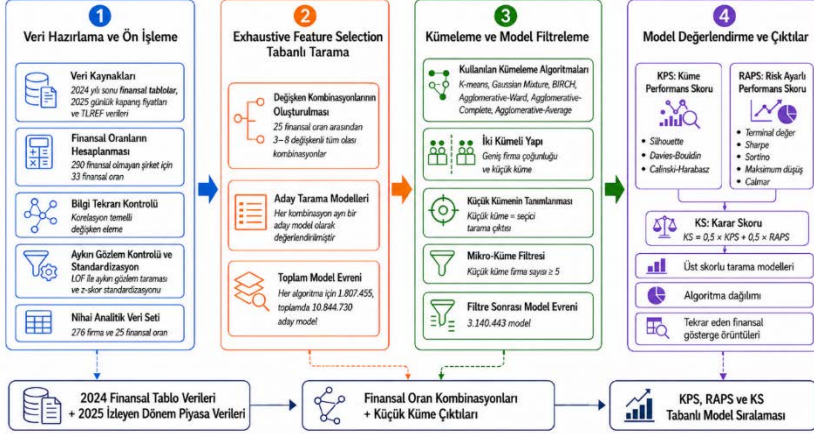 1
Veri Hazırlama ve Ön İşleme
Veri Kaynakları
2024 yılı sonu finansal tablolar,
2025 günlük kapanış fiyatları
ve TLREF verileri
Finansal Oranların
Hesaplanması
290 finansal olmayan şirket için
33 finansal oran
Bilgi Tekrarı Kontrolü
Korelasyon temelli
değişken eleme
Aykırı Gözlem Kontrolü ve
Standardizasyon
LOF ile aykırı gözlem taraması
ve z-skor standardizasyonu
Nihai Analitik Veri Seti
276 firma ve 25 finansal oran
2
Exhaustive Feature Selection
Tabanlı Tarama
Değişken Kombinasyonlarının
Oluşturulması
25 finansal oran arasından
3–8 değişkenli tüm olası
kombinasyonlar
Aday Tarama Modelleri
Her kombinasyon ayrı bir
aday model olarak
değerlendirilmiştir
Toplam Model Evreni
Her algoritma için 1.807.455,
toplamda 10.844.730
aday model
3
Kümeleme ve Model Filtreleme
Kullanılan Kümeleme Algoritmaları
K-means, Gaussian Mixture, BIRCH,
Agglomerative-Ward, Agglomerative-
Complete, Agglomerative-Average
İki Kümeli Yapı
Geniş firma çoğunluğu
ve küçük küme
Küçük Kümenin Tanımlanması
Küçük küme = seçici
tarama çıktısı
Mikro-Küme Filtresi
Küçük küme firma sayısı ≥ 5
Filtre Sonrası Model Evreni
3.140.443 model
4
Model Değerlendirme ve Çıktılar
KPS: Küme
Performans Skoru
• Silhouette
• Davies-Bouldin
• Calinski-Harabasz
RAPS: Risk Ayarlı
Performans Skoru
• Terminal değer
• Sharpe
• Sortino
• Maksimum düşüş
• Calmar
KS: Karar Skoru
KS = 0,5 × KPS + 0,5 × RAPS
Üst skorlu tarama modelleri
Algoritma dağılımı
Tekrar eden finansal
gösterge örüntüleri
2024 Finansal Tablo Verileri
+ 2025 İzleyen Dönem Piyasa Verileri
Finansal Oran Kombinasyonları
+ Küçük Küme Çıktıları
KPS, RAPS ve KS
Tabanlı Model Sıralaması